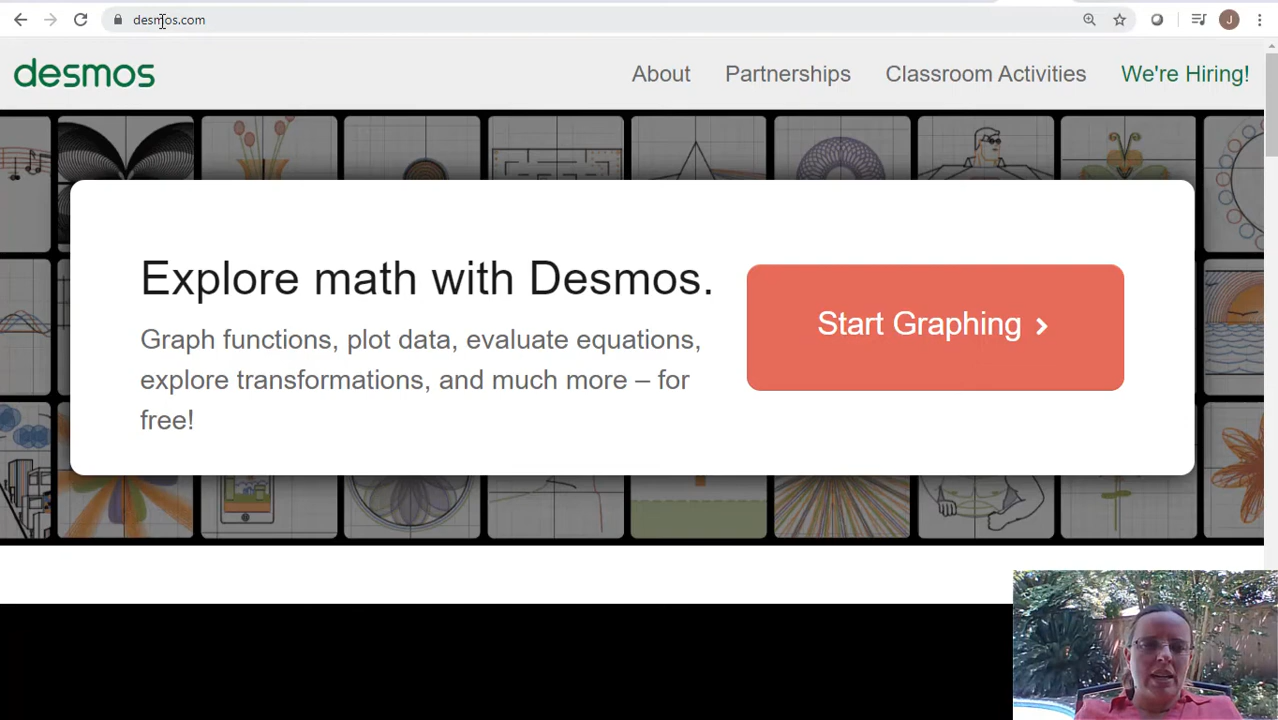 desmos.com
J
desmos
About Partnerships Classroom Activities We're Hiring!
Explore math with Desmos.
Graph functions, plot data, evaluate equations,
explore transformations, and much more – for
free!
Start Graphing